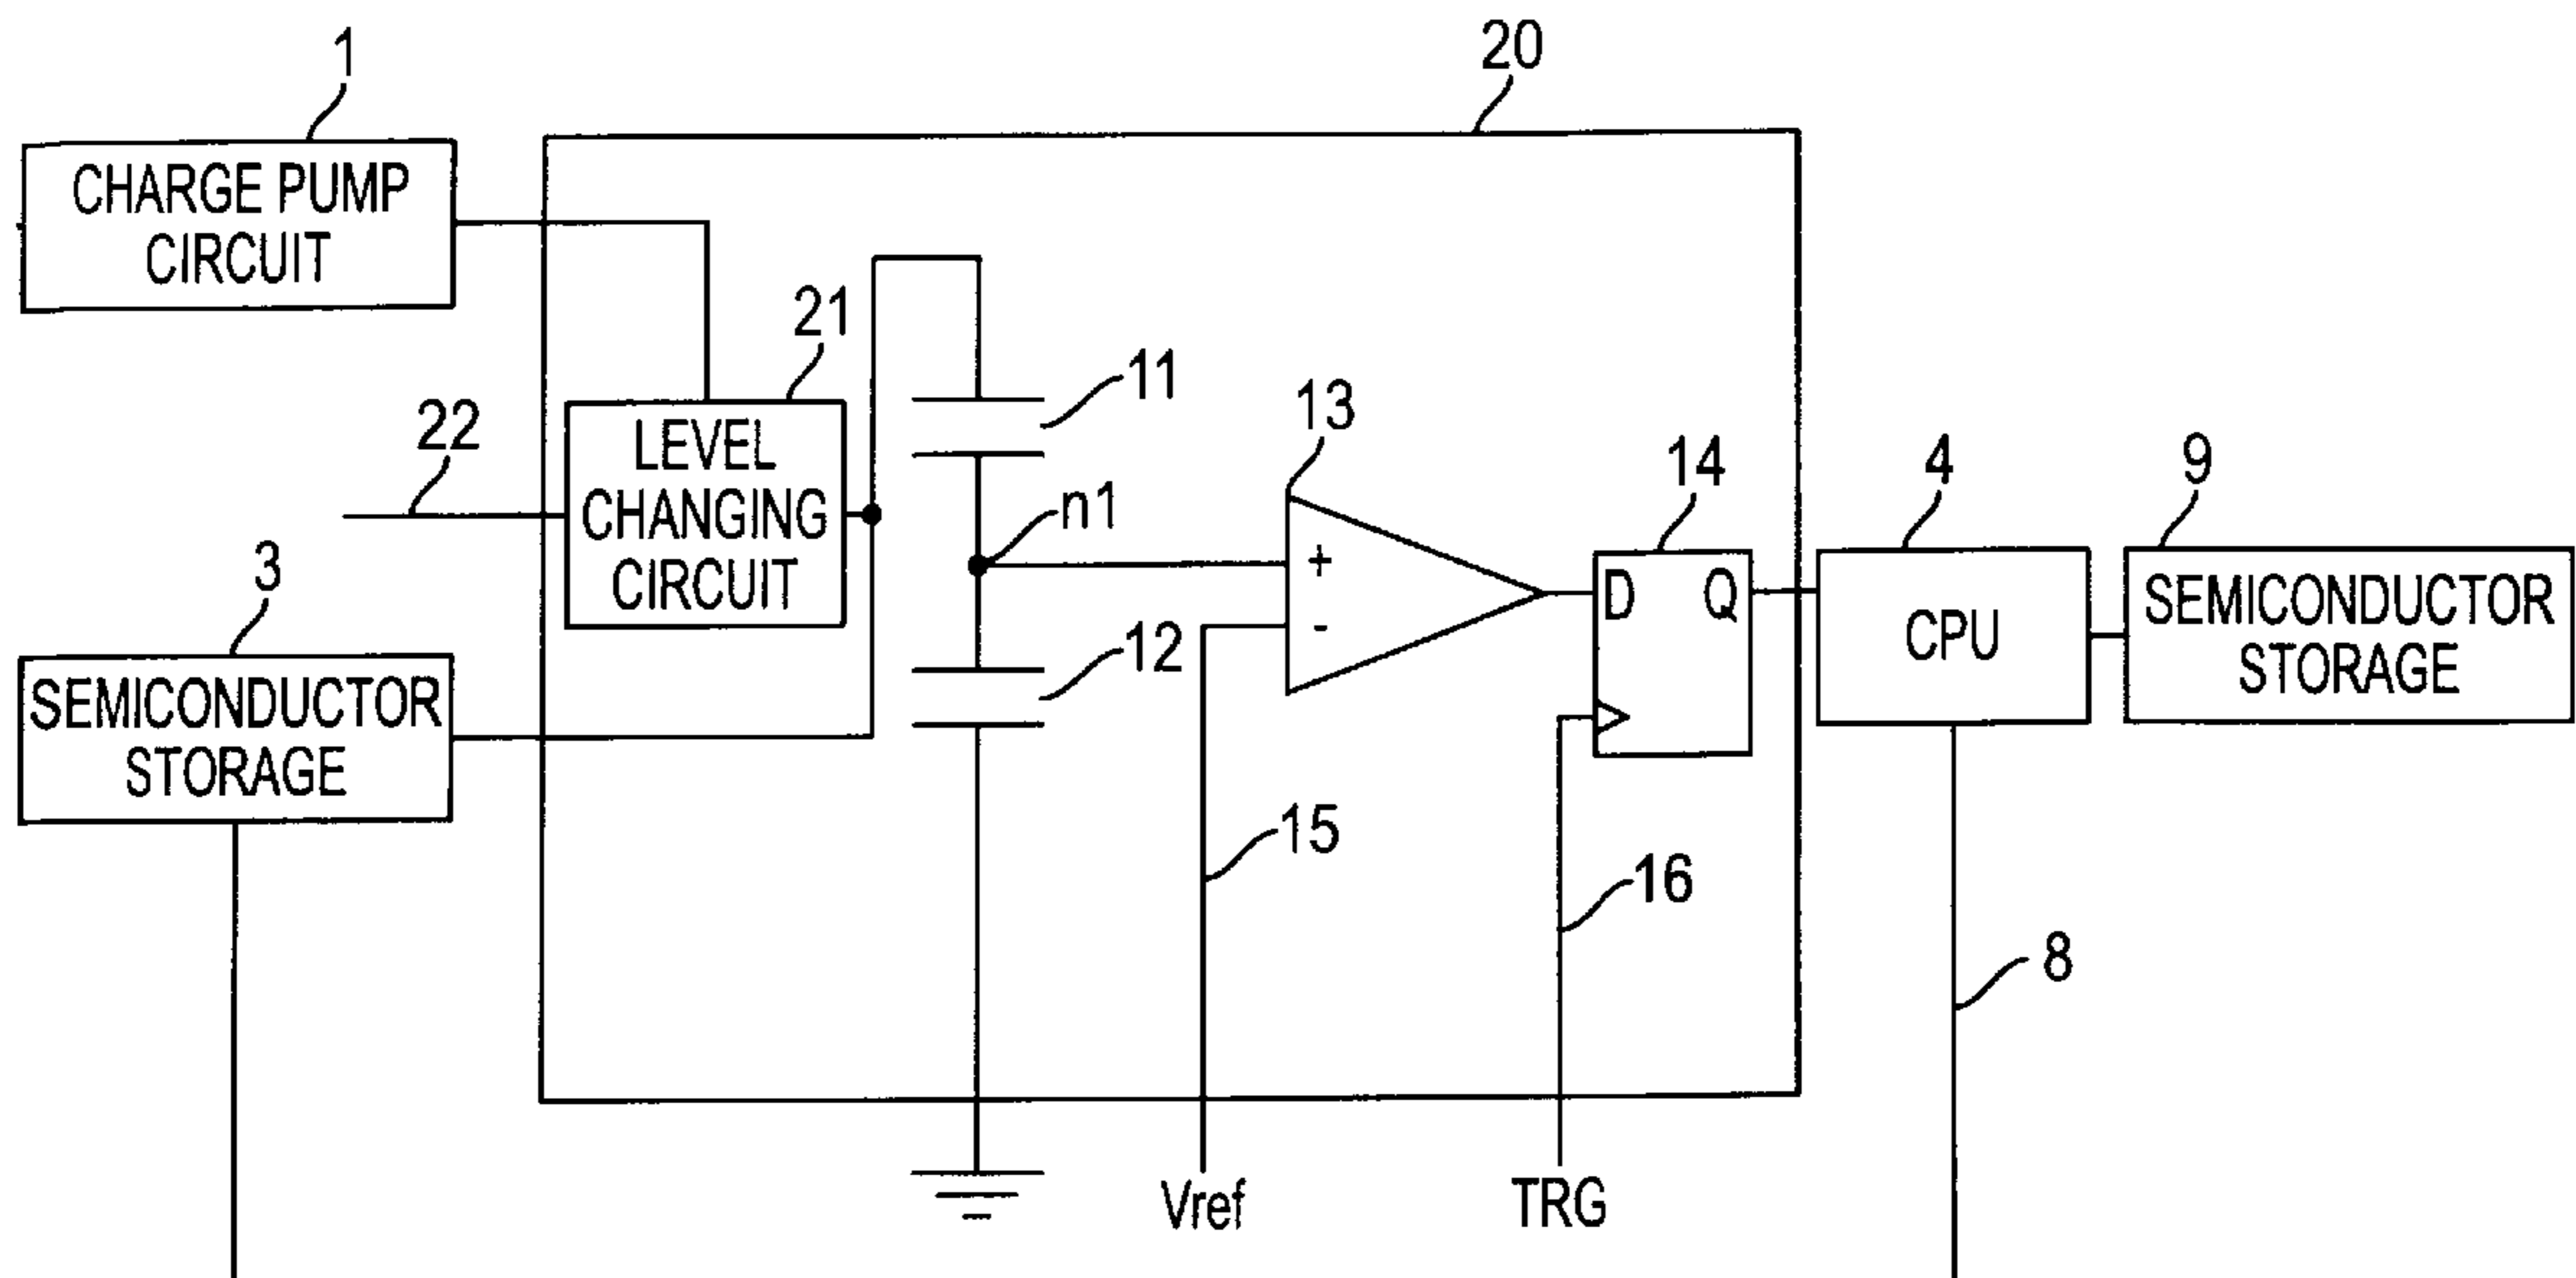 20
1
CHARGE PUMP
CIRCUIT
21
11
22
LEVEL
CHANGING
CIRCUIT
13
14
4
9
n1
3
+
-
D
Q
CPU
SEMICONDUCTOR
STORAGE
12
SEMICONDUCTOR
STORAGE
15
16
8
Vref
TRG